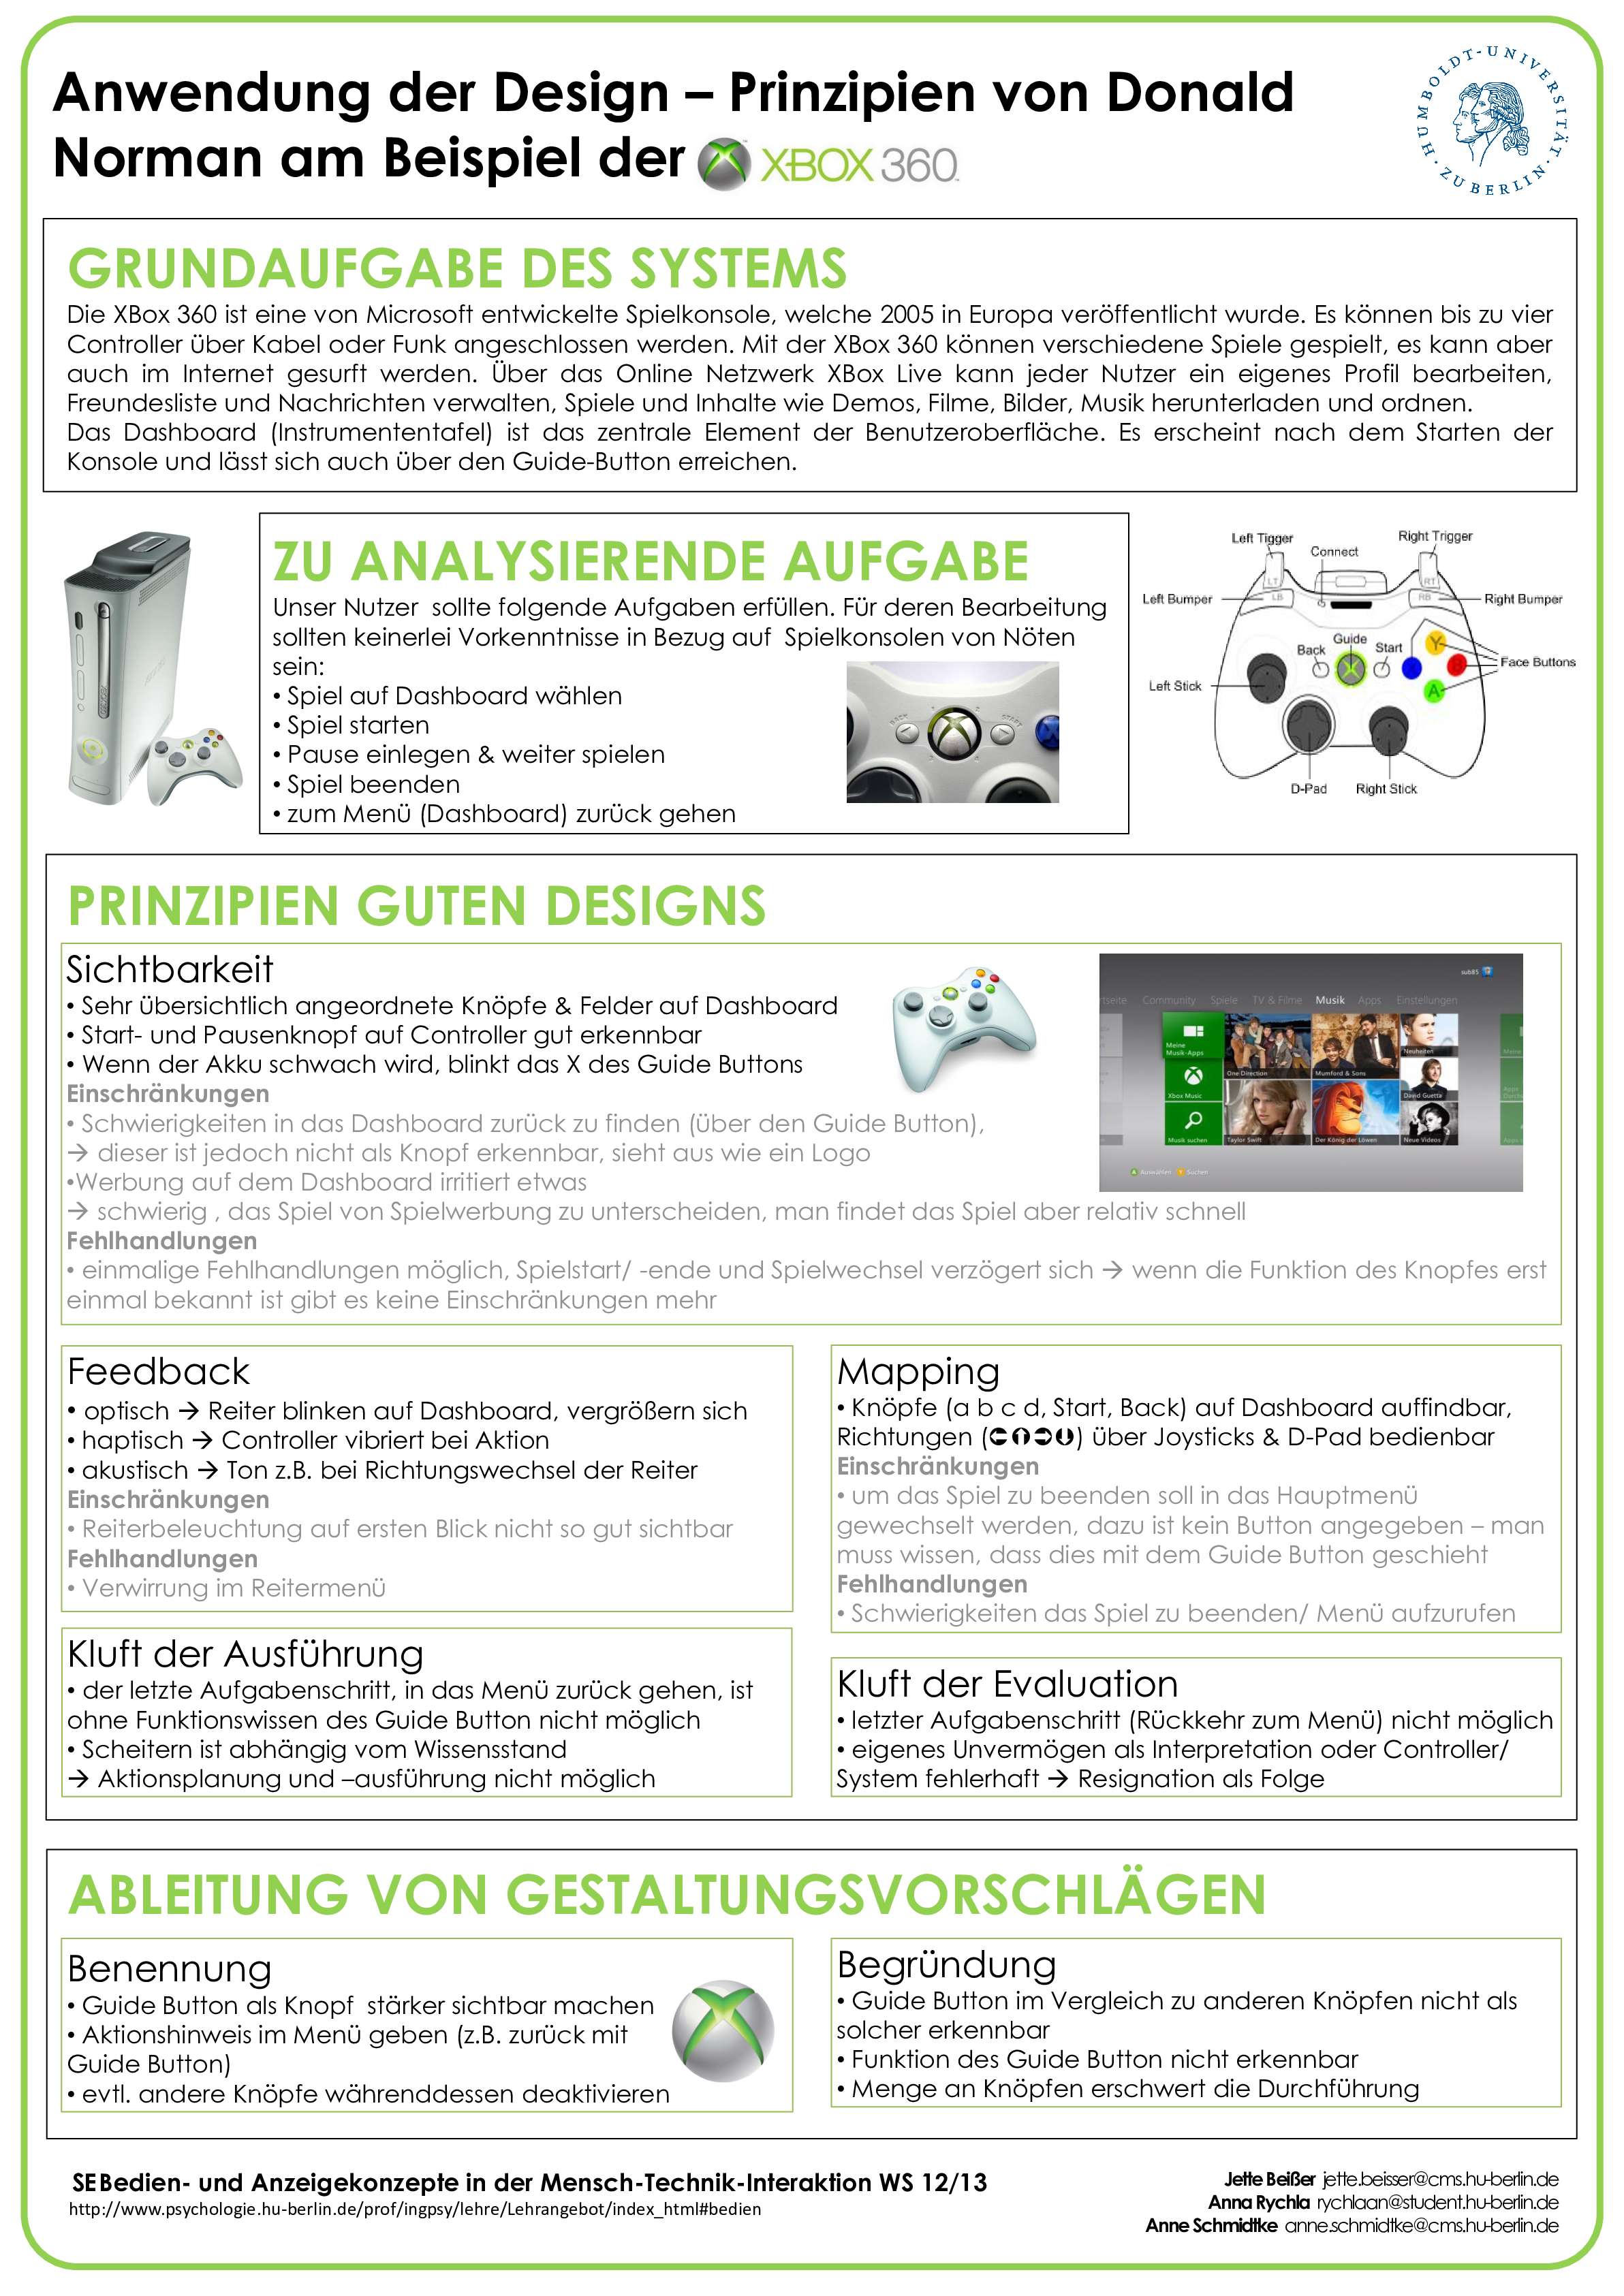 Anwendung der Design – Prinzipien von Donald
Norman am Beispiel der XBOX 360
HUMBOLDT-UNIVERSITÄT · ZU BERLIN ·
GRUNDAUFGABE DES SYSTEMS
Die XBox 360 ist eine von Microsoft entwickelte Spielkonsole, welche 2005 in Europa veröffentlicht wurde. Es können bis zu vier
Controller über Kabel oder Funk angeschlossen werden. Mit der XBox 360 können verschiedene Spiele gespielt, es kann aber
auch im Internet gesurft werden. Über das Online Netzwerk XBox Live kann jeder Nutzer ein eigenes Profil bearbeiten,
Freundesliste und Nachrichten verwalten, Spiele und Inhalte wie Demos, Filme, Bilder, Musik herunterladen und ordnen.
Das Dashboard (Instrumententafel) ist das zentrale Element der Benutzeroberfläche. Es erscheint nach dem Starten der
Konsole und lässt sich auch über den Guide-Button erreichen.
ZU ANALYSIERENDE AUFGABE
Unser Nutzer sollte folgende Aufgaben erfüllen. Für deren Bearbeitung
sollten keinerlei Vorkenntnisse in Bezug auf Spielkonsolen von Nöten
sein:
• Spiel auf Dashboard wählen
• Spiel starten
• Pause einlegen & weiter spielen
• Spiel beenden
• zum Menü (Dashboard) zurück gehen
BACK
START
Left Tigger
Right Trigger
Connect
LT
RT
Left Bumper
LB
RB
Right Bumper
Guide
Back
Start
Y
B
A
Face Buttons
Left Stick
D-Pad
Right Stick
PRINZIPIEN GUTEN DESIGNS
Sichtbarkeit
• Sehr übersichtlich angeordnete Knöpfe & Felder auf Dashboard
• Start- und Pausenknopf auf Controller gut erkennbar
• Wenn der Akku schwach wird, blinkt das X des Guide Buttons
Einschränkungen
• Schwierigkeiten in das Dashboard zurück zu finden (über den Guide Button),
→ dieser ist jedoch nicht als Knopf erkennbar, sieht aus wie ein Logo
•Werbung auf dem Dashboard irritiert etwas
→ schwierig , das Spiel von Spielwerbung zu unterscheiden, man findet das Spiel aber relativ schnell
Fehlhandlungen
• einmalige Fehlhandlungen möglich, Spielstart/ -ende und Spielwechsel verzögert sich → wenn die Funktion des Knopfes erst
einmal bekannt ist gibt es keine Einschränkungen mehr
sub85
rtseite Community Spiele TV & Filme Musik Apps Einstellungen
Meine
Musik-Apps
One Direction
Mumford & Sons
Neuheiten
Xbox Music
David Guetta
Musik suchen
Taylor Swift
Der König der Löwen
Neue Videos
A Auswählen Y Suchen
Feedback
• optisch → Reiter blinken auf Dashboard, vergrößern sich
• haptisch → Controller vibriert bei Aktion
• akustisch → Ton z.B. bei Richtungswechsel der Reiter
Einschränkungen
• Reiterbeleuchtung auf ersten Blick nicht so gut sichtbar
Fehlhandlungen
• Verwirrung im Reitermenü
Mapping
• Knöpfe (a b c d, Start, Back) auf Dashboard auffindbar,
Richtungen (⮈⮉⮊⮋) über Joysticks & D-Pad bedienbar
Einschränkungen
• um das Spiel zu beenden soll in das Hauptmenü
gewechselt werden, dazu ist kein Button angegeben – man
muss wissen, dass dies mit dem Guide Button geschieht
Fehlhandlungen
• Schwierigkeiten das Spiel zu beenden/ Menü aufzurufen
Kluft der Ausführung
• der letzte Aufgabenschritt, in das Menü zurück gehen, ist
ohne Funktionswissen des Guide Button nicht möglich
• Scheitern ist abhängig vom Wissensstand
→ Aktionsplanung und –ausführung nicht möglich
Kluft der Evaluation
• letzter Aufgabenschritt (Rückkehr zum Menü) nicht möglich
• eigenes Unvermögen als Interpretation oder Controller/
System fehlerhaft → Resignation als Folge
ABLEITUNG VON GESTALTUNGSVORSCHLÄGEN
Benennung
• Guide Button als Knopf stärker sichtbar machen
• Aktionshinweis im Menü geben (z.B. zurück mit
Guide Button)
• evtl. andere Knöpfe währenddessen deaktivieren
Begründung
• Guide Button im Vergleich zu anderen Knöpfen nicht als
solcher erkennbar
• Funktion des Guide Button nicht erkennbar
• Menge an Knöpfen erschwert die Durchführung
SE Bedien- und Anzeigekonzepte in der Mensch-Technik-Interaktion WS 12/13
http://www.psychologie.hu-berlin.de/prof/ingpsy/lehre/Lehrangebot/index_html#bedien
Jette Beißer jette.beisser@cms.hu-berlin.de
Anna Rychla rychlaan@student.hu-berlin.de
Anne Schmidtke anne.schmidtke@cms.hu-berlin.de